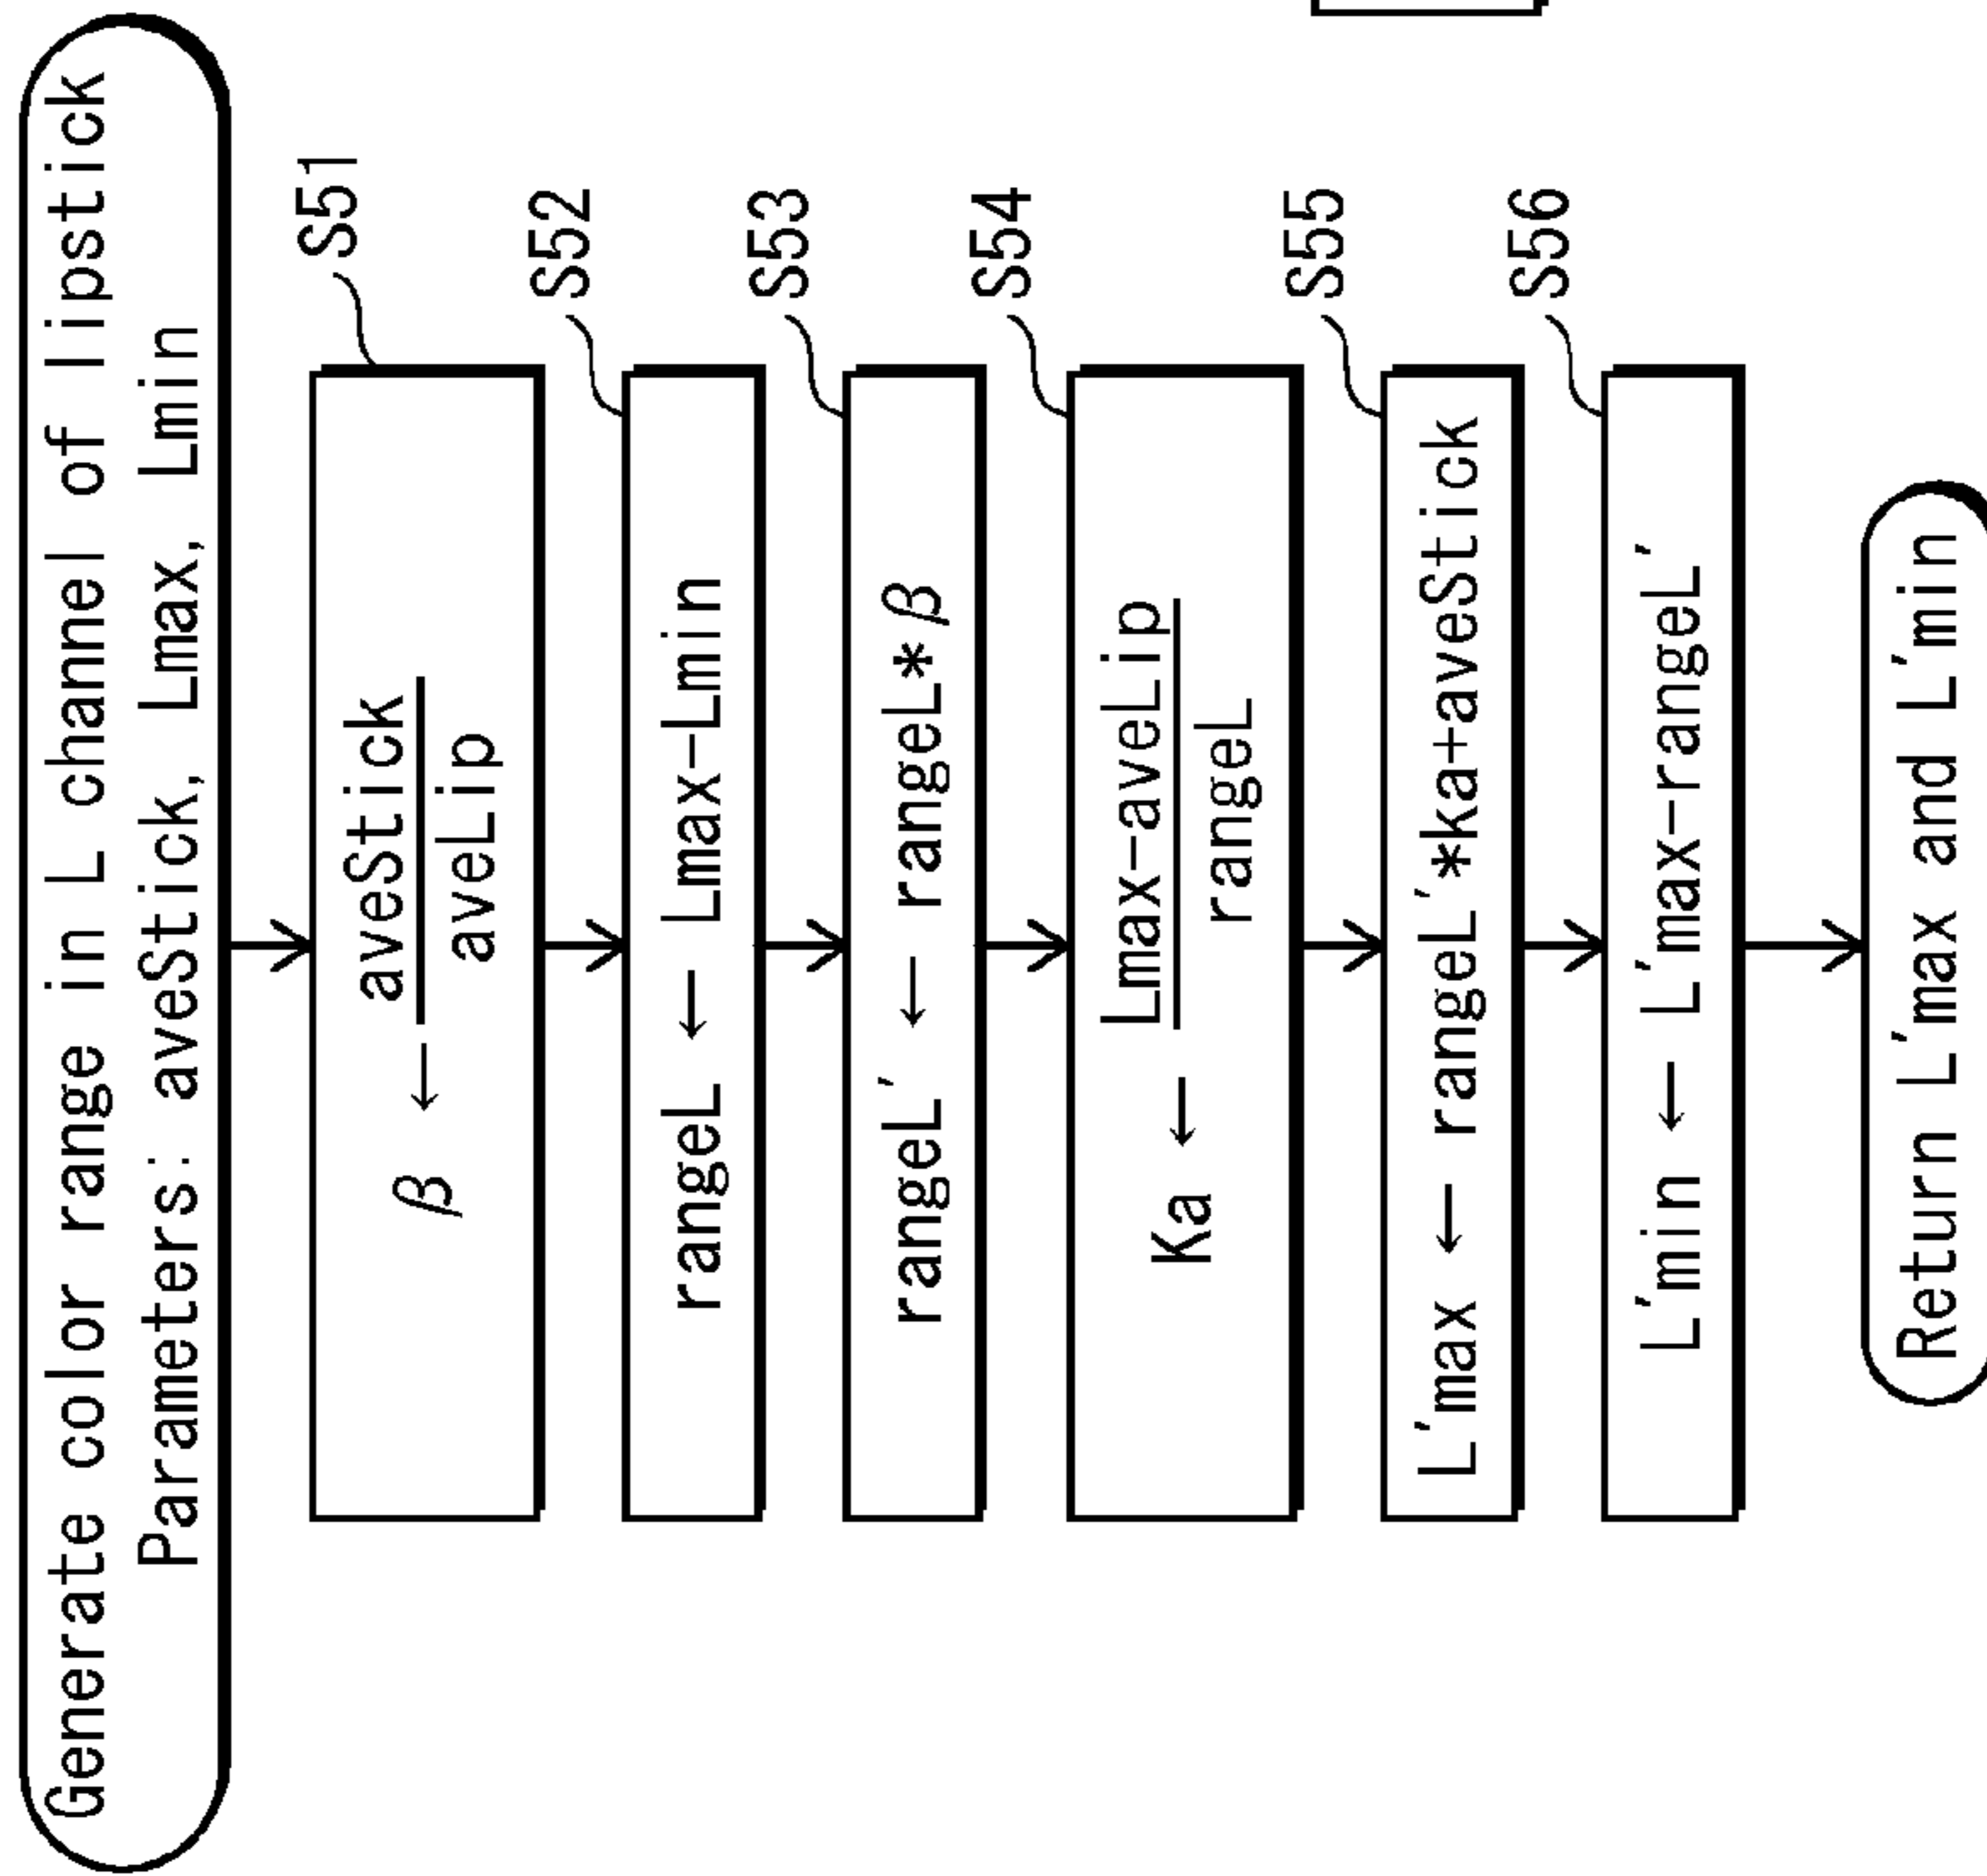 Generate color range in L channel of lipstick
Parameters: aveStick, Lmax, Lmin
S51
β ← aveStick
aveLip
S52
rangeL ← Lmax-Lmin
S53
rangeL' ← rangeL*β
S54
Ka ← Lmax-aveLip
rangeL
S55
L'max ← rangeL'*ka+aveStick
S56
L'min ← L'max-rangeL'
Return L'max and L'min